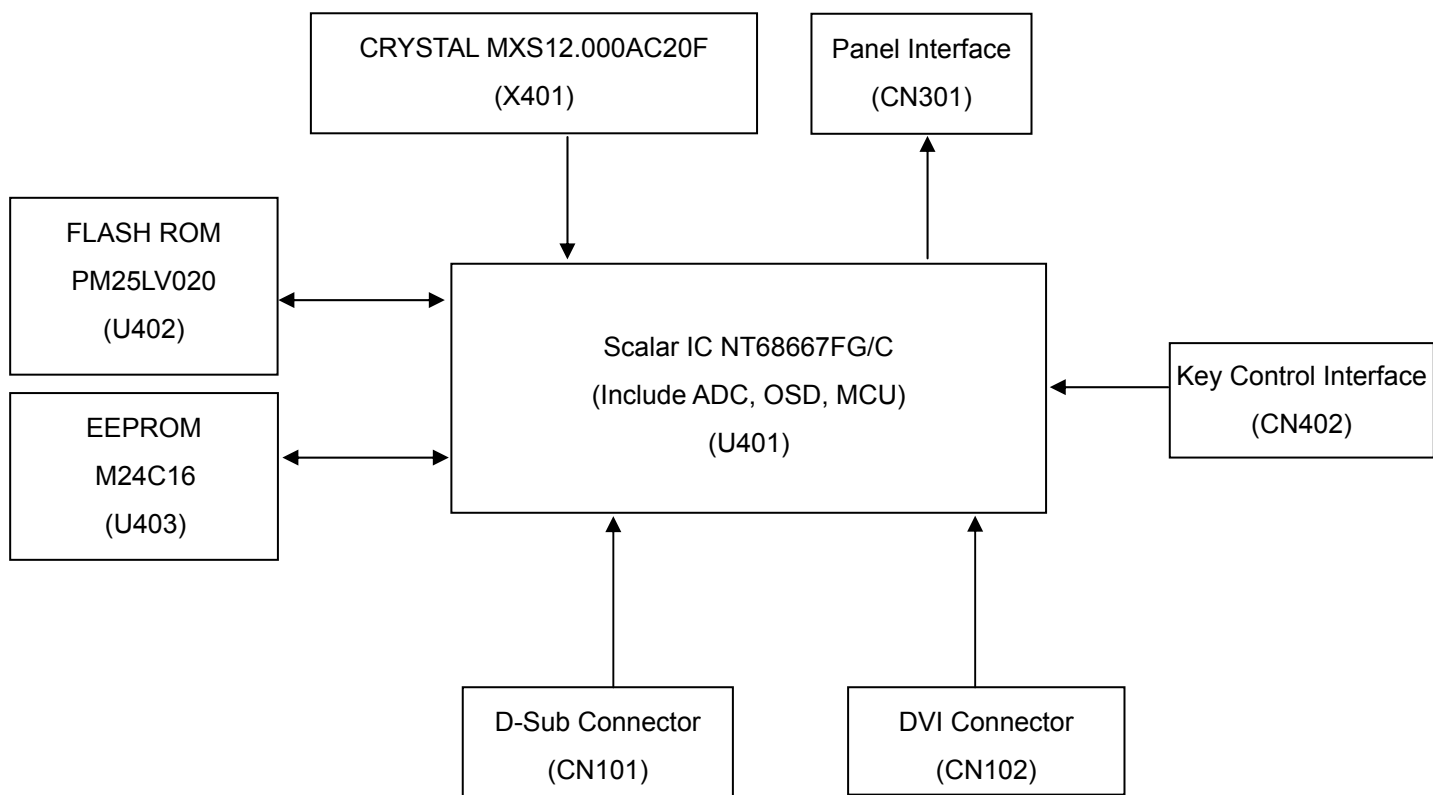 CRYSTAL MXS12.000AC20F
(X401)
Panel Interface
(CN301)
FLASH ROM
PM25LV020
(U402)
Scalar IC NT68667FG/C
(Include ADC, OSD, MCU)
(U401)
Key Control Interface
(CN402)
EEPROM
M24C16
(U403)
D-Sub Connector
(CN101)
DVI Connector
(CN102)